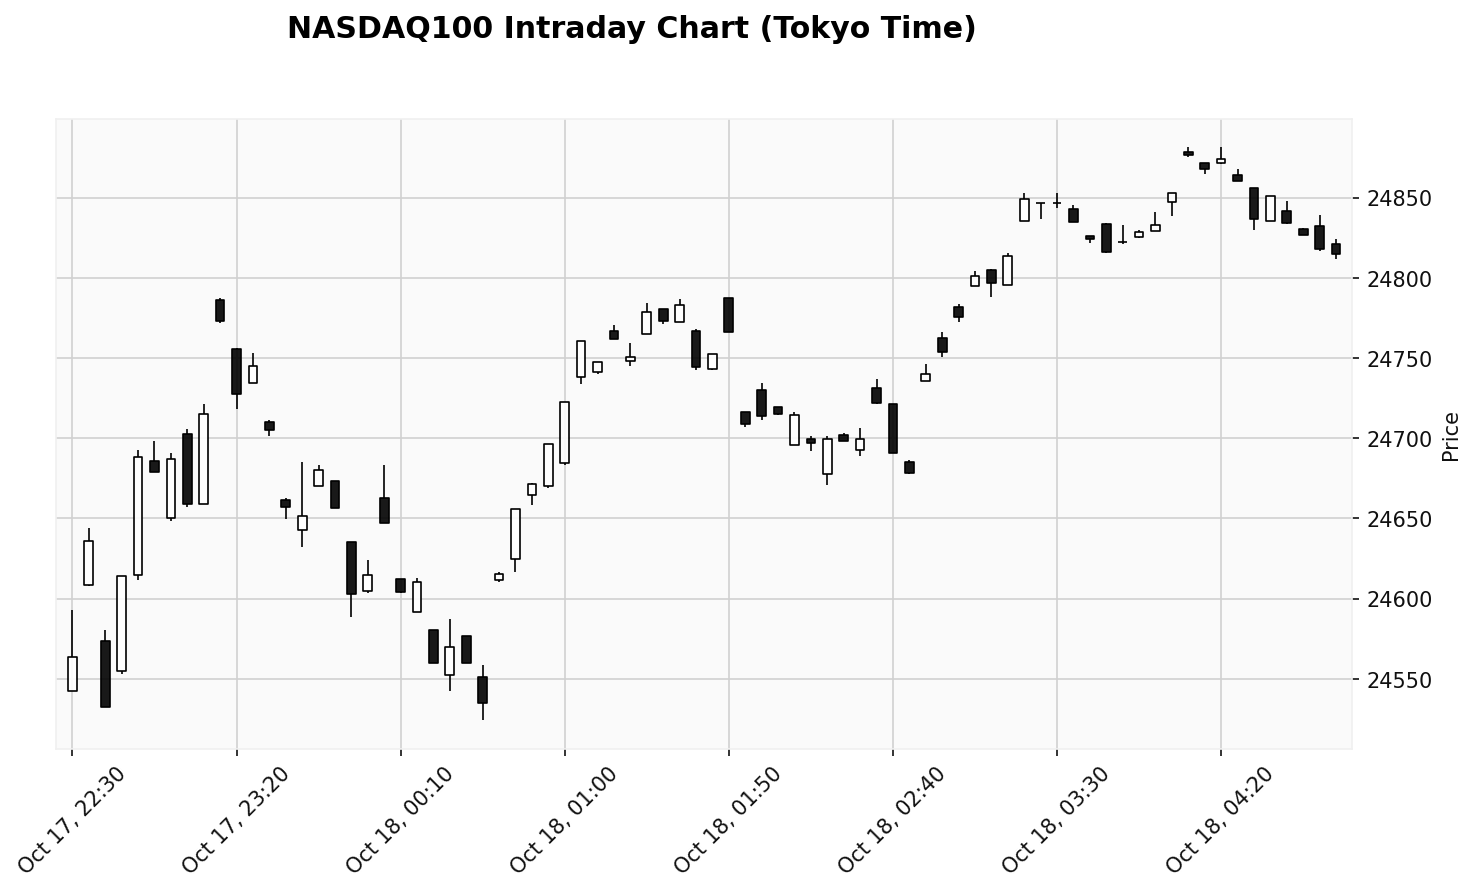 NASDAQ100 Intraday Chart (Tokyo Time)
24850
24800
24750
24700
24650
24600
24550
Price
Oct 17, 22:30
Oct 17, 23:20
Oct 18, 00:10
Oct 18, 01:00
Oct 18, 01:50
Oct 18, 02:40
Oct 18, 03:30
Oct 18, 04:20